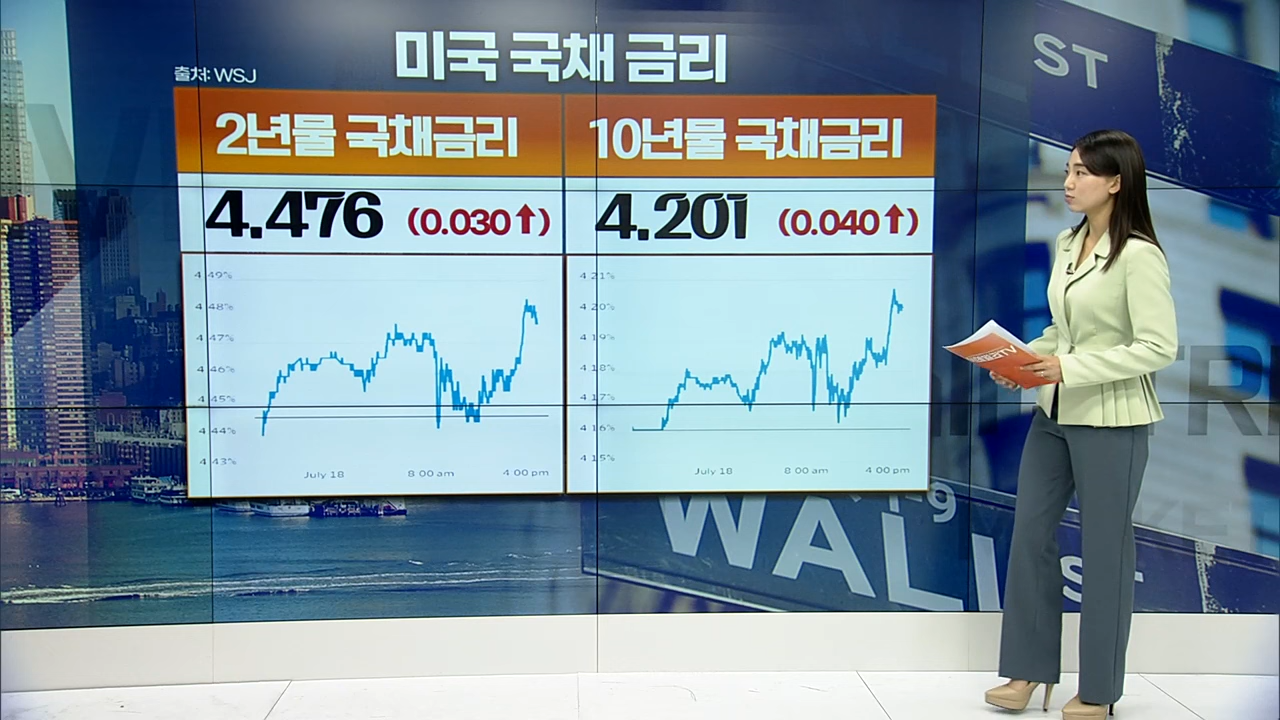 미국 국채 금리
출처: WSJ
2년물 국채금리
10년물 국채금리
4.476 (0.030↑)
4.201 (0.040↑)
4.49%
4.48%
4.47%
4.46%
4.45%
4.44%
4.43%
July 18 8:00 am 4:00 pm
4.21%
4.20%
4.19%
4.18%
4.17%
4.16%
4.15%
July 18 8:00 am 4:00 pm
ST
WALL ST